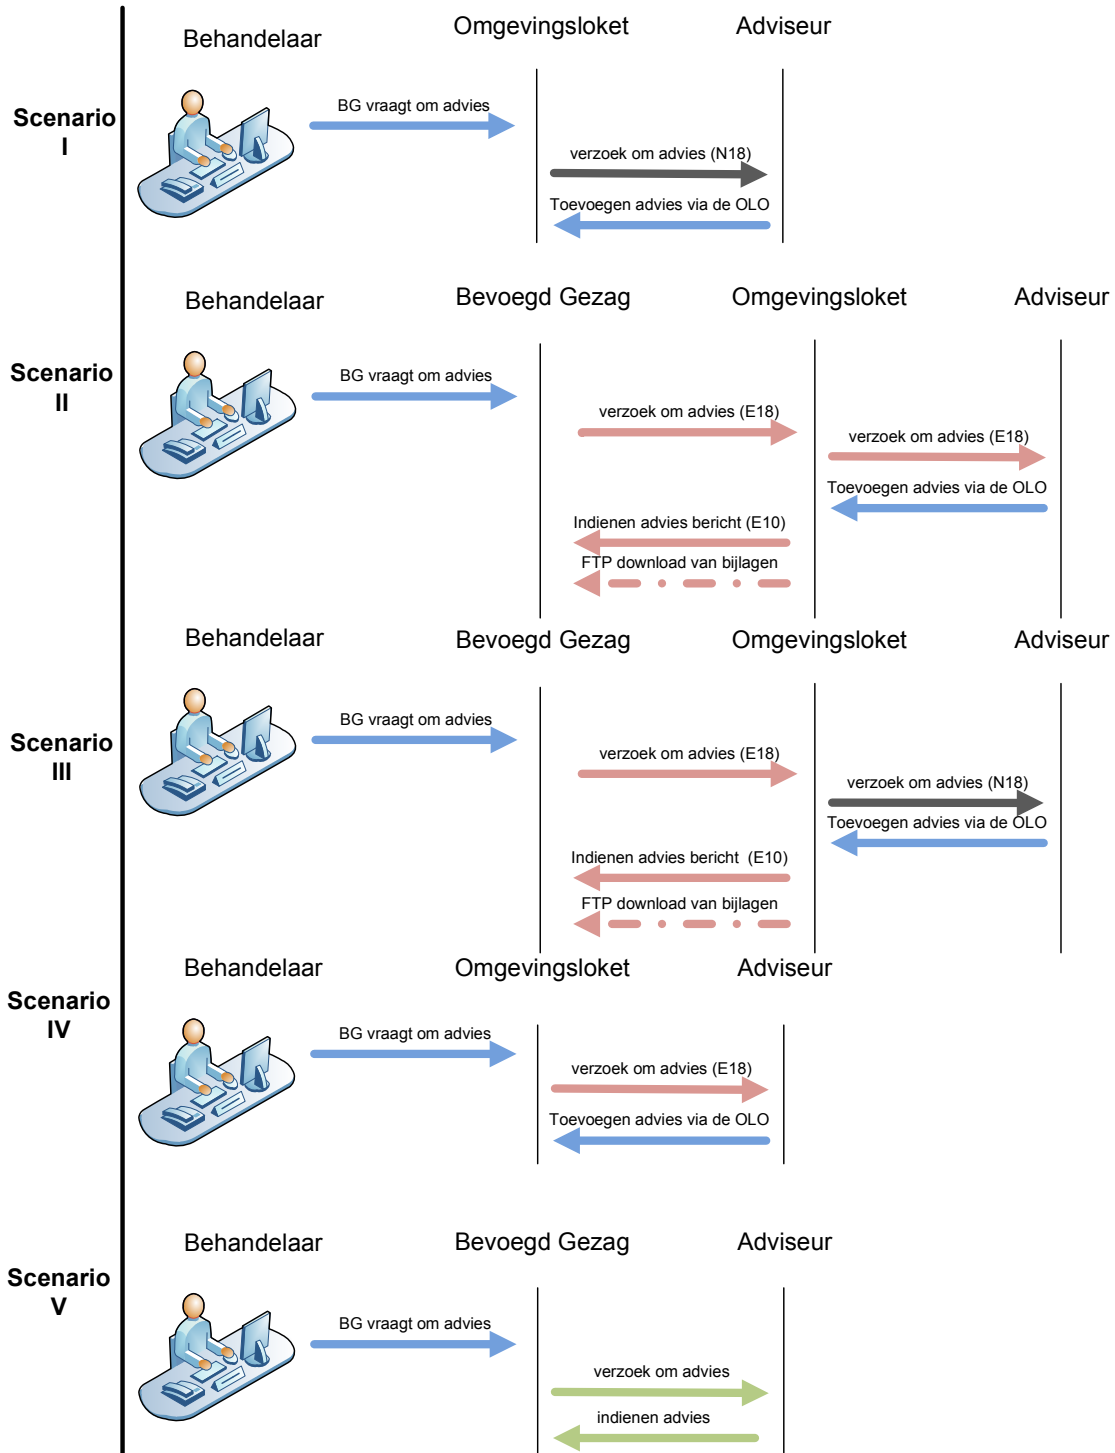 Behandelaar
Omgevingsloket
Adviseur
Scenario
I
BG vraagt om advies
verzoek om advies (N18)
Toevoegen advies via de OLO
Behandelaar
Bevoegd Gezag
Omgevingsloket
Adviseur
Scenario
II
BG vraagt om advies
verzoek om advies (E18)
verzoek om advies (E18)
Toevoegen advies via de OLO
Indienen advies bericht (E10)
FTP download van bijlagen
Behandelaar
Bevoegd Gezag
Omgevingsloket
Adviseur
Scenario
III
BG vraagt om advies
verzoek om advies (E18)
verzoek om advies (N18)
Toevoegen advies via de OLO
Indienen advies bericht (E10)
FTP download van bijlagen
Behandelaar
Omgevingsloket
Adviseur
Scenario
IV
BG vraagt om advies
verzoek om advies (E18)
Toevoegen advies via de OLO
Behandelaar
Bevoegd Gezag
Adviseur
Scenario
V
BG vraagt om advies
verzoek om advies
indienen advies